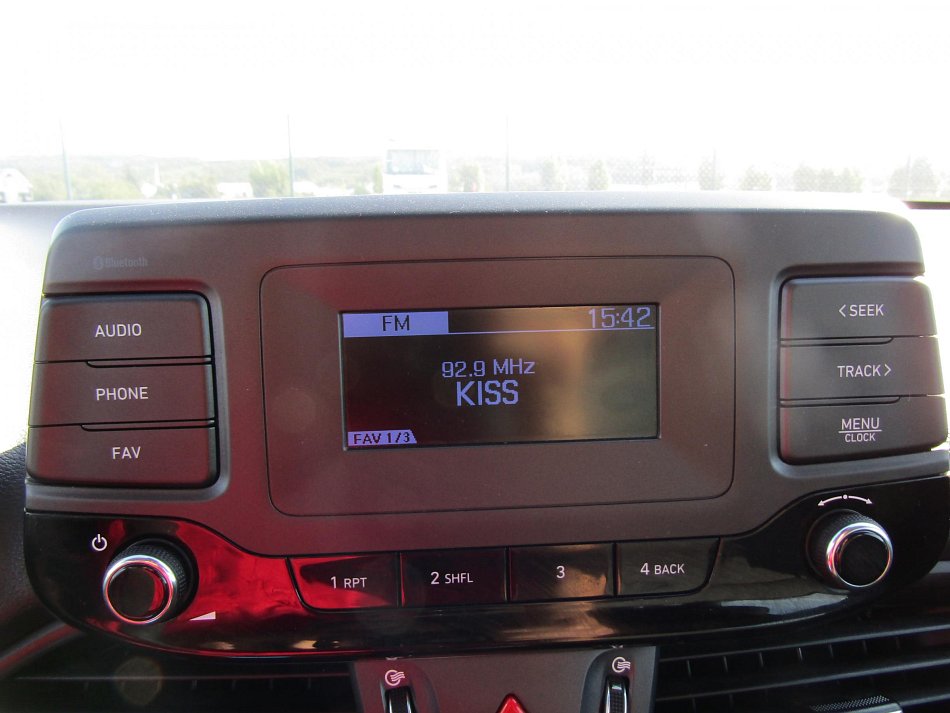 Bluetooth
AUDIO
PHONE
FAV
FM 15:42
92.9 MHz
KISS
FAV 1/3
< SEEK
TRACK >
MENU
CLOCK
1 RPT
2 SHFL
3
4 BACK